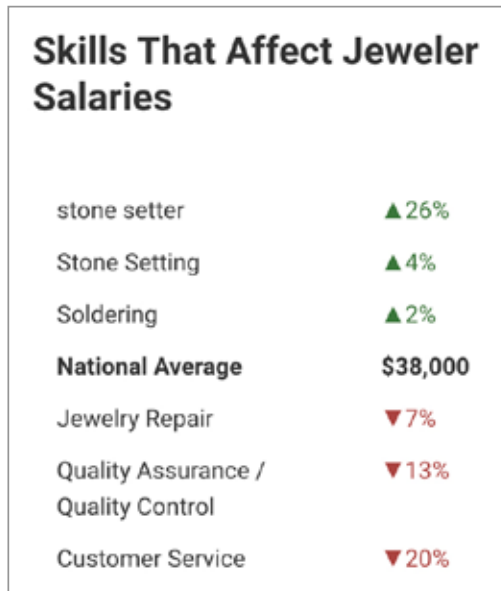 Skills That Affect Jeweler
Salaries
stone setter ▲26%
Stone Setting ▲4%
Soldering ▲2%
National Average $38,000
Jewelry Repair ▼7%
Quality Assurance / ▼13%
Quality Control
Customer Service ▼20%